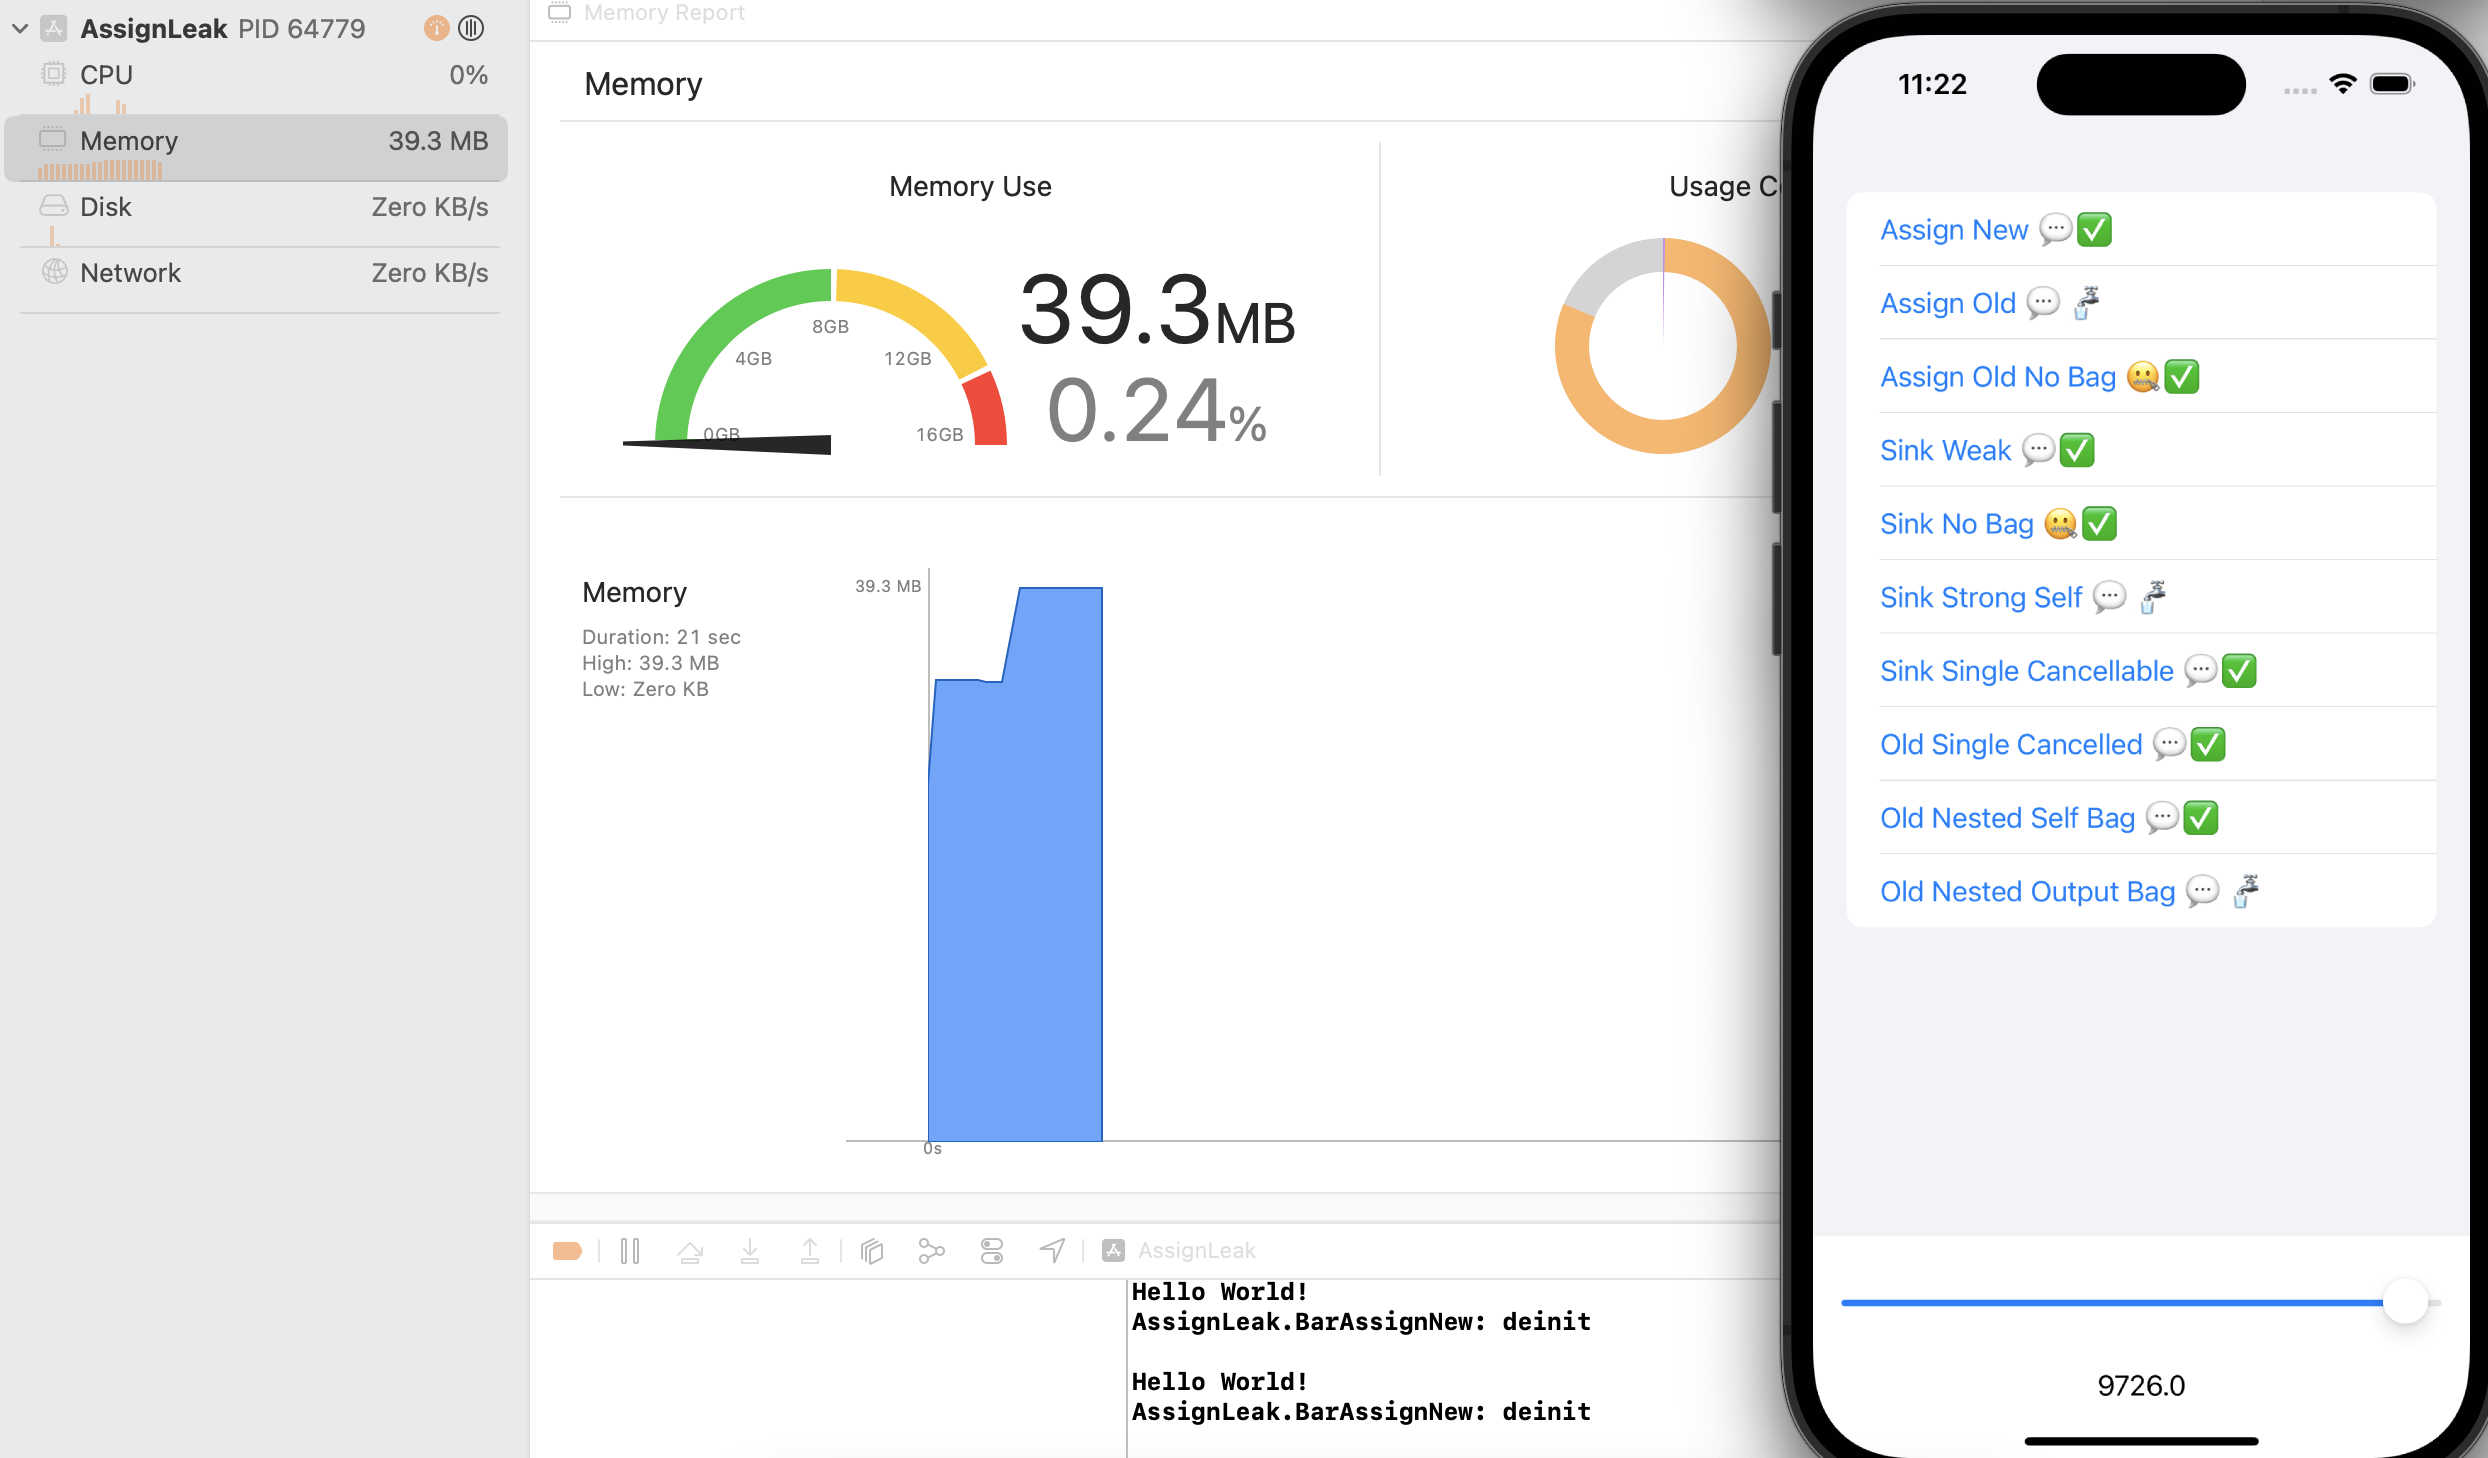 AssignLeak PID 64779
CPU 0%
Memory 39.3 MB
Disk Zero KB/s
Network Zero KB/s
Memory Report
Memory
Memory Use
0GB
4GB
8GB
12GB
16GB
39.3MB
0.24%
Usage
Memory
Duration: 21 sec
High: 39.3 MB
Low: Zero KB
39.3 MB
0s
AssignLeak
Hello World!
AssignLeak.BarAssignNew: deinit
Hello World!
AssignLeak.BarAssignNew: deinit
11:22
Assign New 💬✅
Assign Old 💬 🚰
Assign Old No Bag 🤐✅
Sink Weak 💬✅
Sink No Bag 🤐✅
Sink Strong Self 💬 🚰
Sink Single Cancellable 💬✅
Old Single Cancelled 💬✅
Old Nested Self Bag 💬✅
Old Nested Output Bag 💬 🚰
9726.0